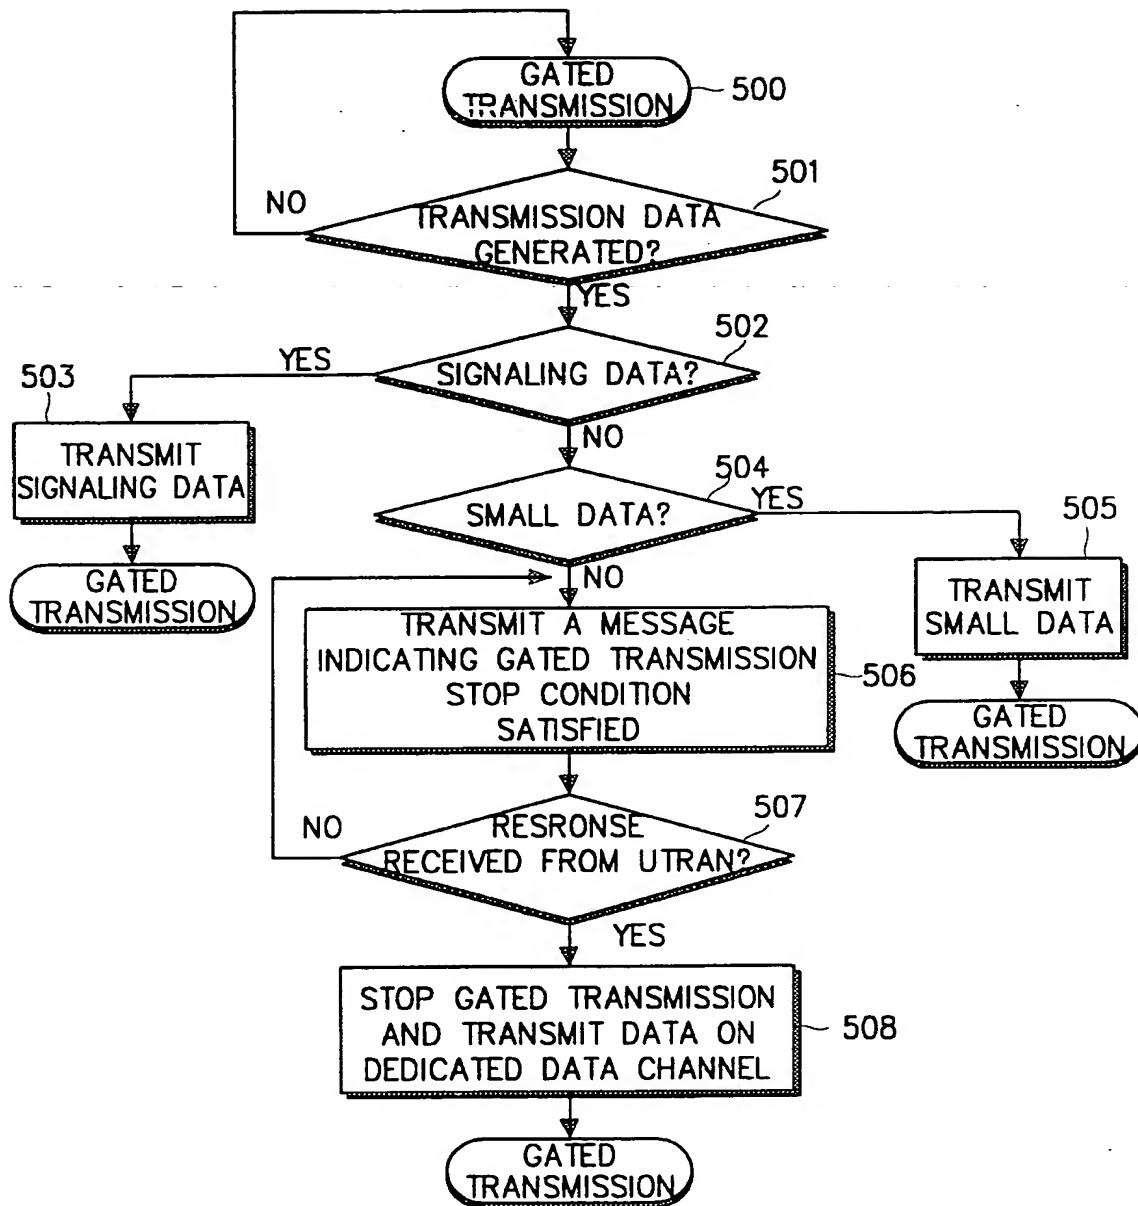 GATED
TRANSMISSION
500
501
NO
TRANSMISSION DATA
GENERATED?
YES
502
YES
503
SIGNALING DATA?
TRANSMIT
SIGNALING DATA
NO
504
YES
SMALL DATA?
505
GATED
TRANSMISSION
NO
TRANSMIT
SMALL DATA
TRANSMIT A MESSAGE
INDICATING GATED TRANSMISSION
STOP CONDITION
SATISFIED
506
GATED
TRANSMISSION
507
NO
RESRONSE
RECEIVED FROM UTRAN?
YES
STOP GATED TRANSMISSION
AND TRANSMIT DATA ON
DEDICATED DATA CHANNEL
508
GATED
TRANSMISSION